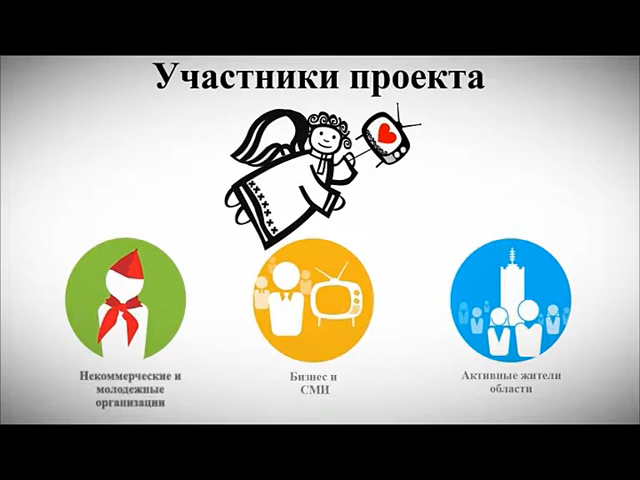 Участники проекта
Некоммерческие и
молодежные
организации
Бизнес и
СМИ
Активные жители
области